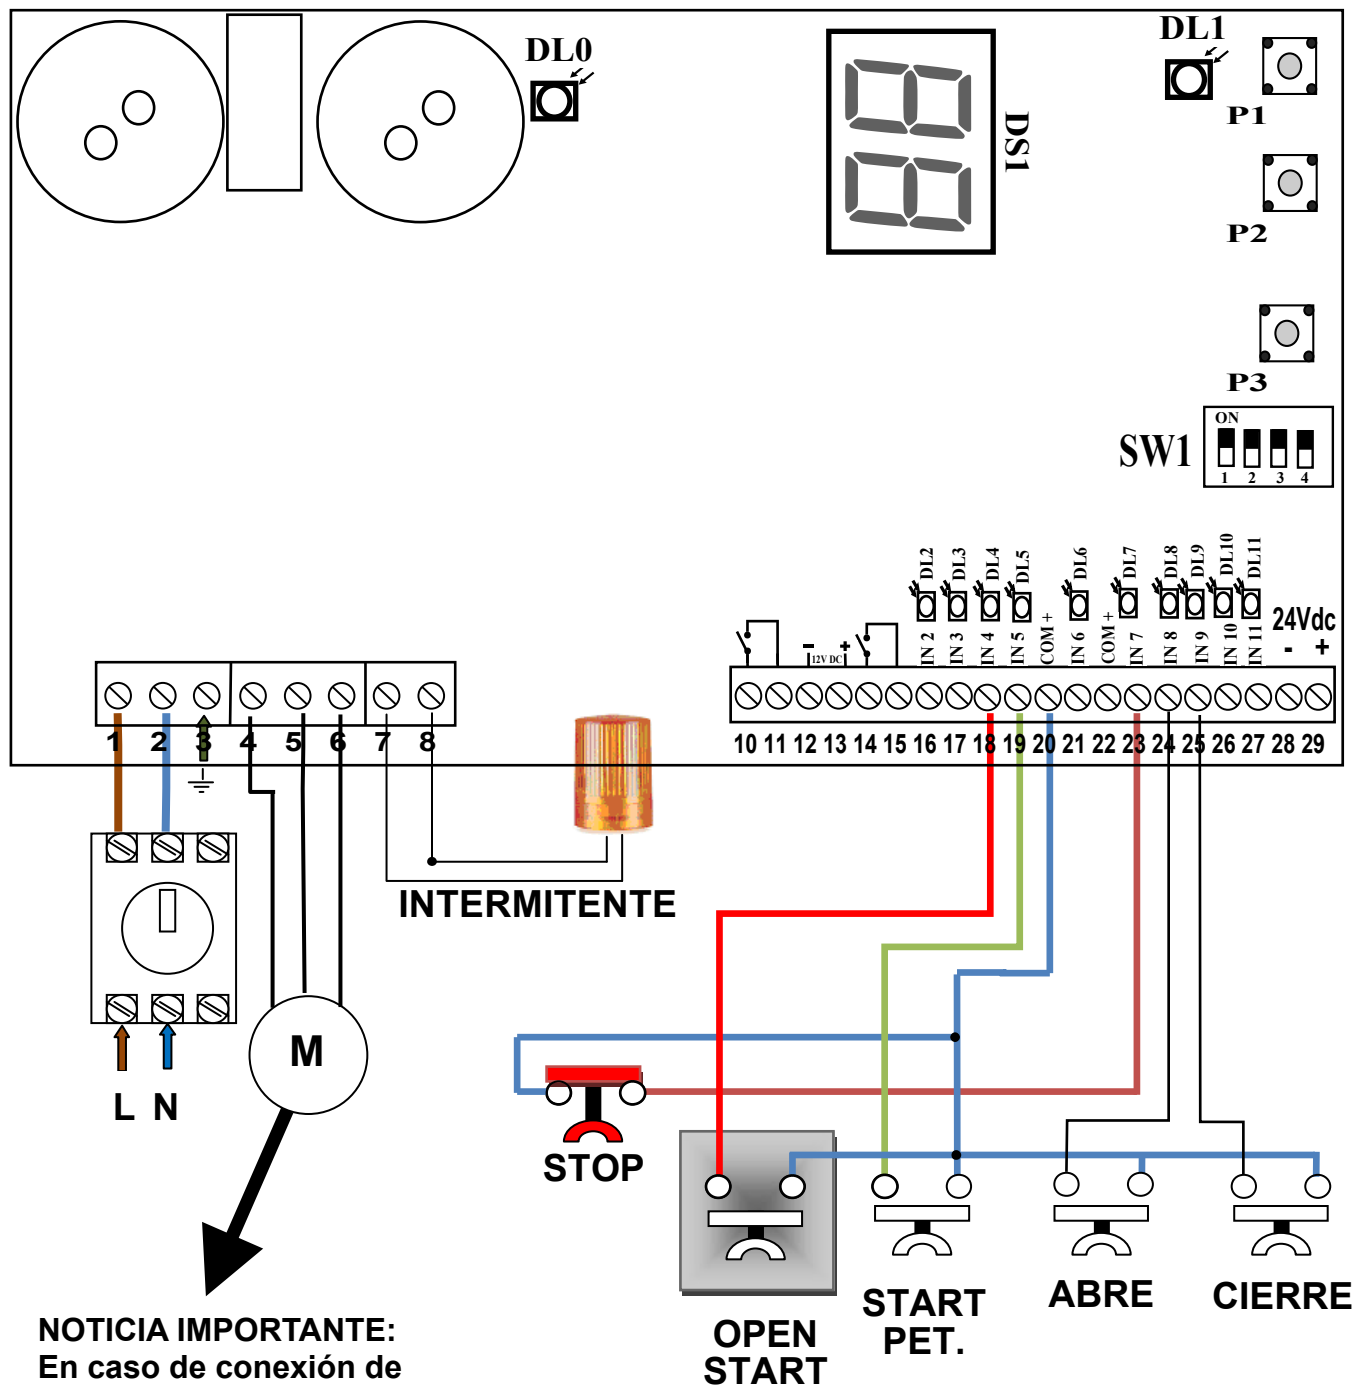 DL0
DL1
DS1
P1
P2
P3
SW1
ON
1 2 3 4
DL2 DL3 DL4 DL5 DL6 DL7 DL8 DL9 DL10 DL11
IN 2 IN 3 IN 4 IN 5 COM + IN 6 COM + IN 7 IN 8 IN 9 IN 10 IN 11
24Vdc
- +
- +
12V DC
1 2 3 4 5 6 7 8
10 11 12 13 14 15 16 17 18 19 20 21 22 23 24 25 26 27 28 29
INTERMITENTE
M
L N
STOP
OPEN
START
START
PET.
ABRE
CIERRE
NOTICIA IMPORTANTE:
En caso de conexión de